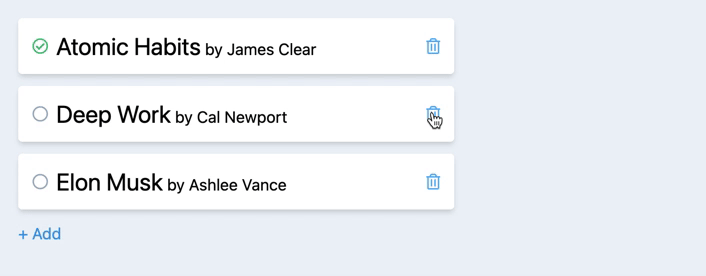 Atomic Habits by James Clear
Deep Work by Cal Newport
Elon Musk by Ashlee Vance
+ Add